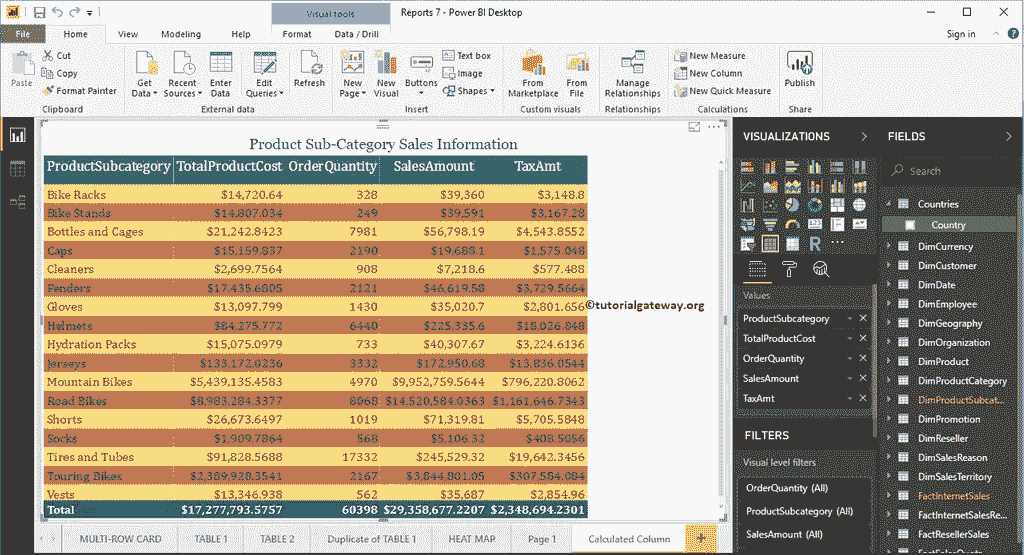 Visual tools
Reports 7 - Power BI Desktop
File Home View Modeling Help Format Data / Drill Sign in
Paste
Cut
Copy
Format Painter
Clipboard
Get Data
Recent Sources
Enter Data
Edit Queries
External data
Refresh
New Page
New Visual
Buttons
Text box
Image
Shapes
Insert
From Marketplace
From File
Custom visuals
Manage Relationships
Relationships
New Measure
New Column
New Quick Measure
Calculations
Publish
Share
Product Sub-Category Sales Information
ProductSubcategory TotalProductCost OrderQuantity SalesAmount TaxAmt
Bike Racks $14,720.64 328 $39,360 $3,148.8
Bike Stands $14,807.034 249 $39,591 $3,167.28
Bottles and Cages $21,242.8423 7981 $56,798.19 $4,543.8552
Caps $15,159.837 2190 $19,688.1 $1,575.048
Cleaners $2,699.7564 908 $7,218.6 $577.488
Fenders $17,435.6805 2121 $46,619.58 $3,729.5664
Gloves $13,097.799 1430 $35,020.7 $2,801.656
Helmets $84,275.772 6440 $225,335.6 $18,026.848
Hydration Packs $15,075.0979 733 $40,307.67 $3,224.6136
Jerseys $133,172.0236 3332 $172,950.68 $13,836.0544
Mountain Bikes $5,439,135.4583 4970 $9,952,759.5644 $796,220.8062
Road Bikes $8,983,284.3377 8068 $14,520,584.0363 $1,161,646.7343
Shorts $26,673.6497 1019 $71,319.81 $5,705.5848
Socks $1,909.7864 568 $5,106.32 $408.5056
Tires and Tubes $91,828.5688 17332 $245,529.32 $19,642.3456
Touring Bikes $2,389,928.3541 2167 $3,844,801.05 $307,584.084
Vests $13,346.938 562 $35,687 $2,854.96
Total $17,277,793.5757 60398 $29,358,677.2207 $2,348,694.2301
©tutorialgateway.org
VISUALIZATIONS
R
Values
ProductSubcategory
TotalProductCost
OrderQuantity
SalesAmount
TaxAmt
FILTERS
Visual level filters
OrderQuantity (All)
ProductSubcategory (All)
SalesAmount (All)
FIELDS
Search
Countries
Country
DimCurrency
DimCustomer
DimDate
DimEmployee
DimGeography
DimOrganization
DimProduct
DimProductCategory
DimProductSubcat...
DimPromotion
DimReseller
DimSalesReason
DimSalesTerritory
FactInternetSales
FactInternetSalesRe...
FactResellerSales
FactSalesQuota
MULTI-ROW CARD TABLE 1 TABLE 2 Duplicate of TABLE 1 HEAT MAP Page 1 Calculated Column